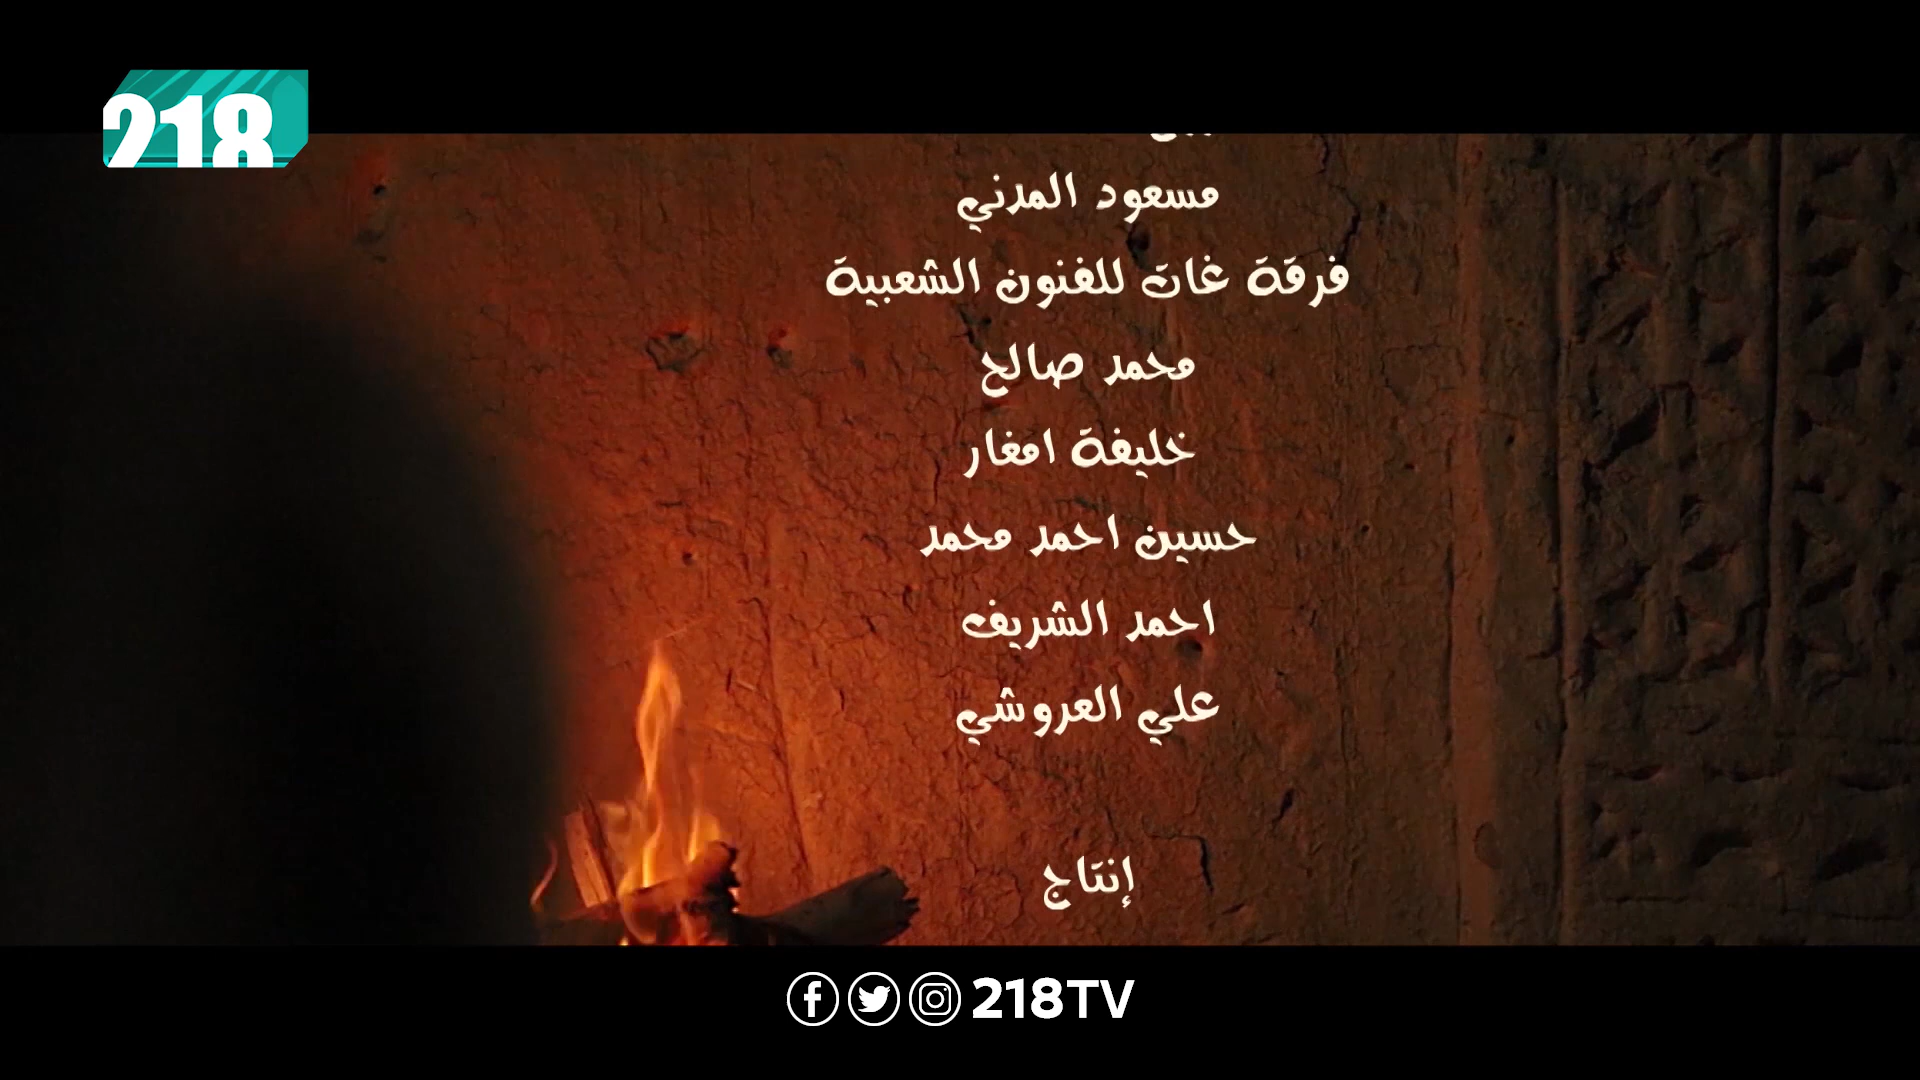 218
مسعود المدني
فرقة غات للفنون الشعبية
محمد صالح
خليفة امغار
حسين احمد محمد
احمد الشريف
علي العروشي
إنتاج
218TV